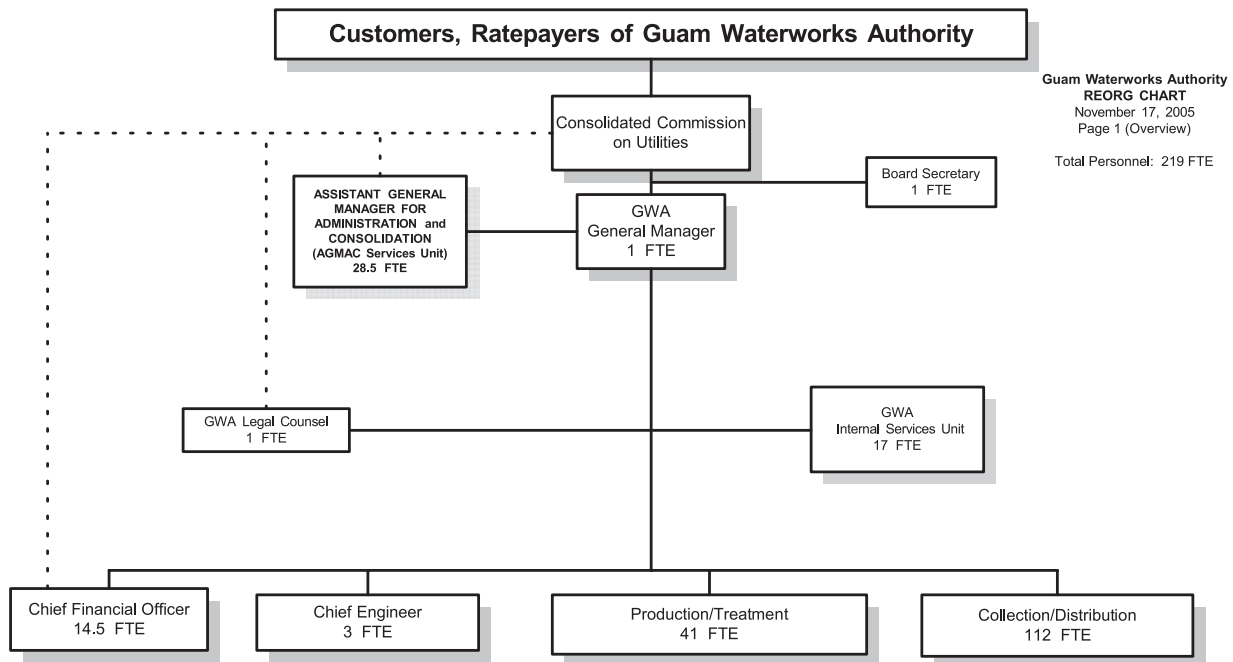 Customers, Ratepayers of Guam Waterworks Authority
Guam Waterworks Authority
REORG CHART
November 17, 2005
Page 1 (Overview)
Total Personnel: 219 FTE
Consolidated Commission
on Utilities
Board Secretary
1 FTE
ASSISTANT GENERAL
MANAGER FOR
ADMINISTRATION and
CONSOLIDATION
(AGMAC Services Unit)
28.5 FTE
GWA
General Manager
1 FTE
GWA Legal Counsel
1 FTE
GWA
Internal Services Unit
17 FTE
Chief Financial Officer
14.5 FTE
Chief Engineer
3 FTE
Production/Treatment
41 FTE
Collection/Distribution
112 FTE